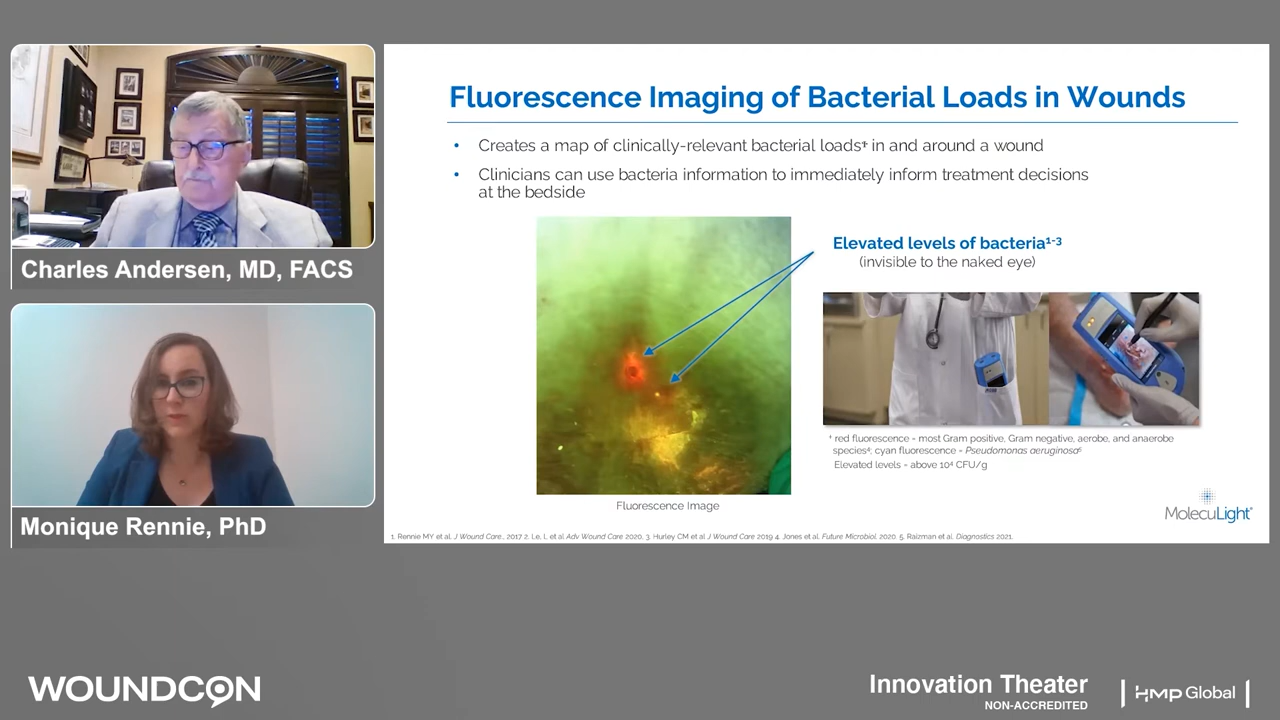 Charles Andersen, MD, FACS
Monique Rennie, PhD
Fluorescence Imaging of Bacterial Loads in Wounds
• Creates a map of clinically-relevant bacterial loads⁺ in and around a wound
• Clinicians can use bacteria information to immediately inform treatment decisions
at the bedside
Elevated levels of bacteria¹⁻³
(invisible to the naked eye)
⁺ red fluorescence = most Gram positive, Gram negative, aerobe, and anaerobe
species⁴; cyan fluorescence = Pseudomonas aeruginosa⁵
Elevated levels = above 10⁴ CFU/g
Fluorescence Image
MolecuLight®
1. Rennie MY et al. J Wound Care., 2017 2. Le, L et al Adv Wound Care 2020. 3. Hurley CM et al J Wound Care 2019 4. Jones et al. Future Microbiol. 2020. 5. Raizman et al. Diagnostics 2021.
WOUNDCON
Innovation Theater
NON-ACCREDITED
HMP Global